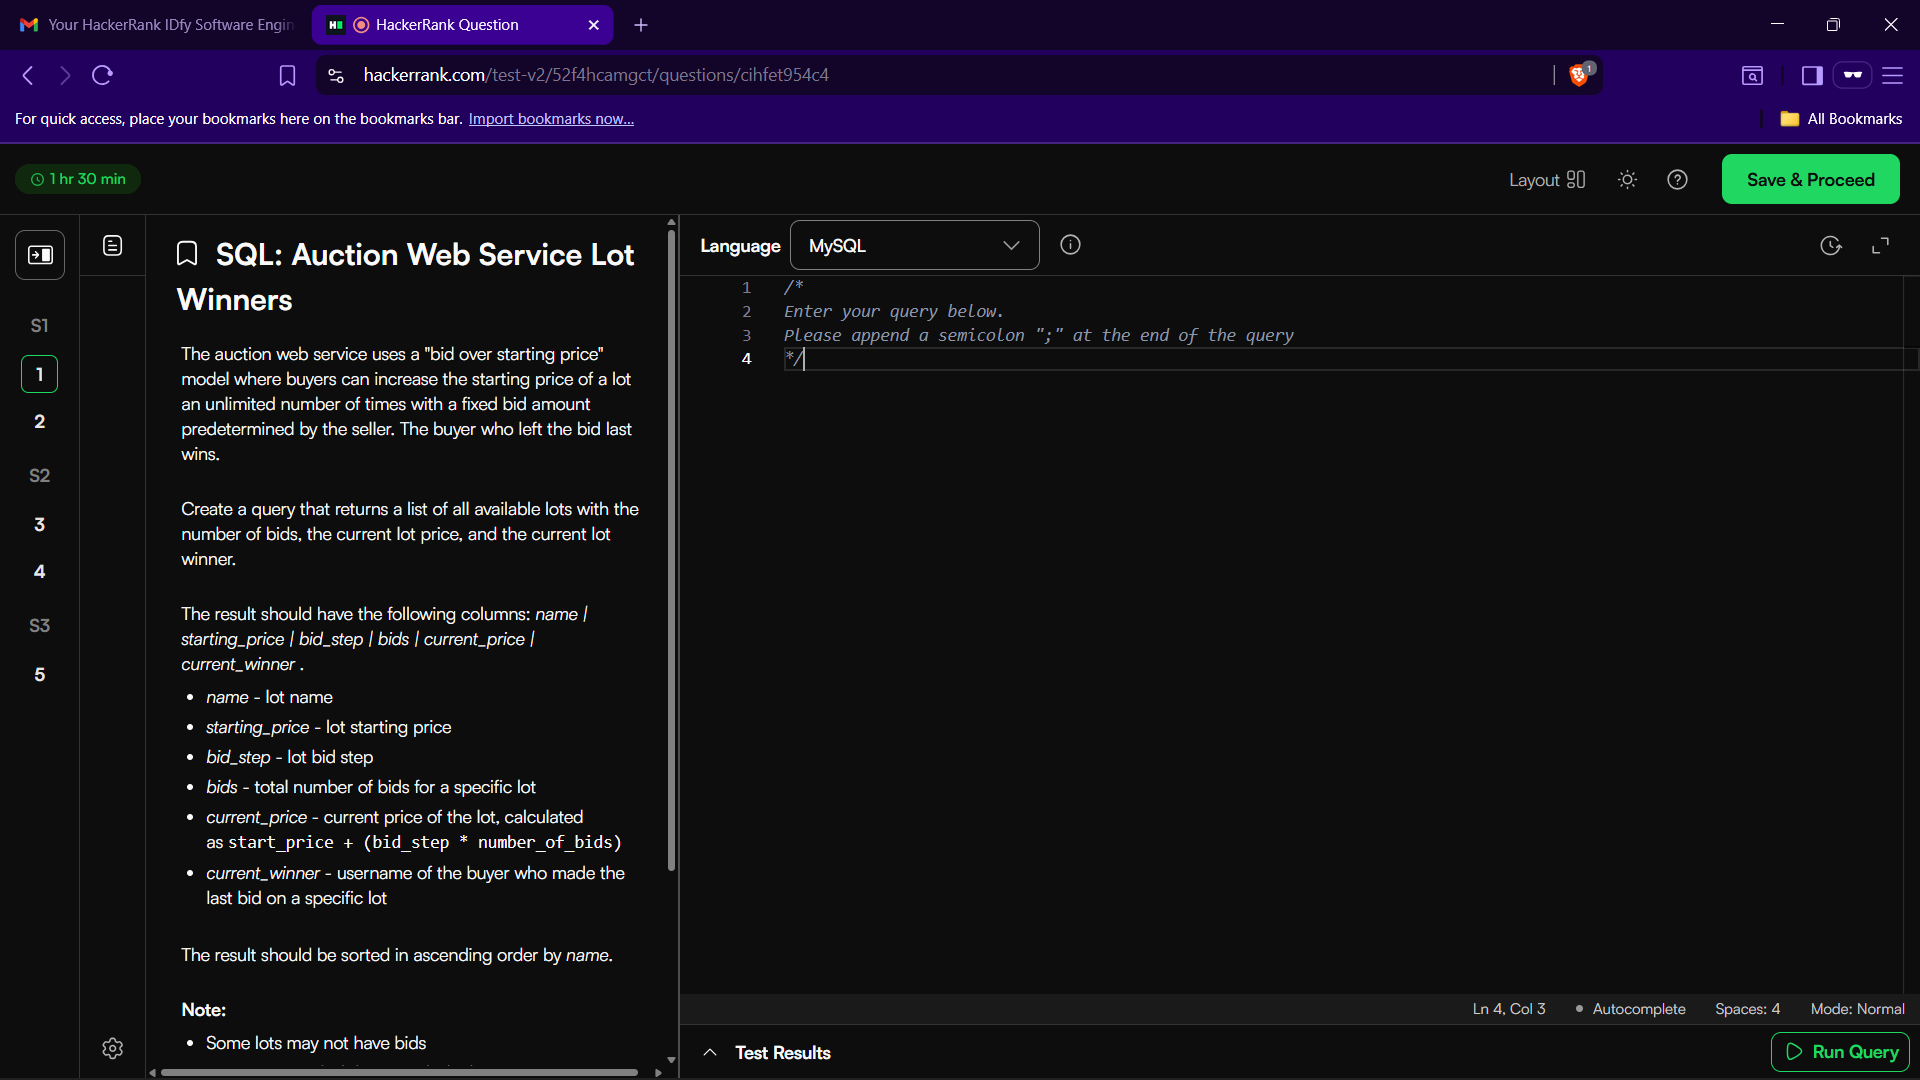 Your HackerRank IDfy Software Engin
HackerRank Question
hackerrank.com/test-v2/52f4hcamgct/questions/cihfet954c4
1
For quick access, place your bookmarks here on the bookmarks bar. Import bookmarks now...
All Bookmarks
1 hr 30 min
Layout
Save & Proceed
S1
1
2
S2
3
4
S3
5
SQL: Auction Web Service Lot
Winners
The auction web service uses a "bid over starting price"
model where buyers can increase the starting price of a lot
an unlimited number of times with a fixed bid amount
predetermined by the seller. The buyer who left the bid last
wins.
Create a query that returns a list of all available lots with the
number of bids, the current lot price, and the current lot
winner.
The result should have the following columns: name |
starting_price | bid_step | bids | current_price |
current_winner .
• name - lot name
• starting_price - lot starting price
• bid_step - lot bid step
• bids - total number of bids for a specific lot
• current_price - current price of the lot, calculated
as start_price + (bid_step * number_of_bids)
• current_winner - username of the buyer who made the
last bid on a specific lot
The result should be sorted in ascending order by name.
Note:
• Some lots may not have bids
Language
MySQL
1 /*
2 Enter your query below.
3 Please append a semicolon ";" at the end of the query
4 */
Ln 4, Col 3
Autocomplete
Spaces: 4
Mode: Normal
Test Results
Run Query